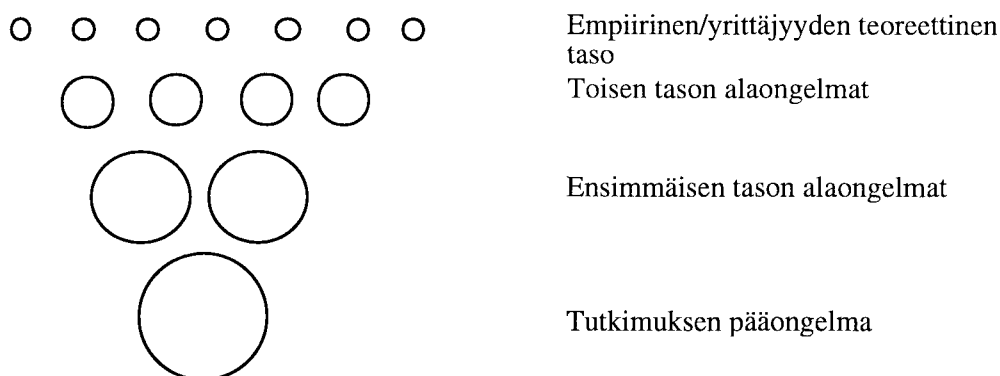 Empiirinen/yrittäjyyden teoreettinen
taso
Toisen tason alaongelmat
Ensimmäisen tason alaongelmat
Tutkimuksen pääongelma